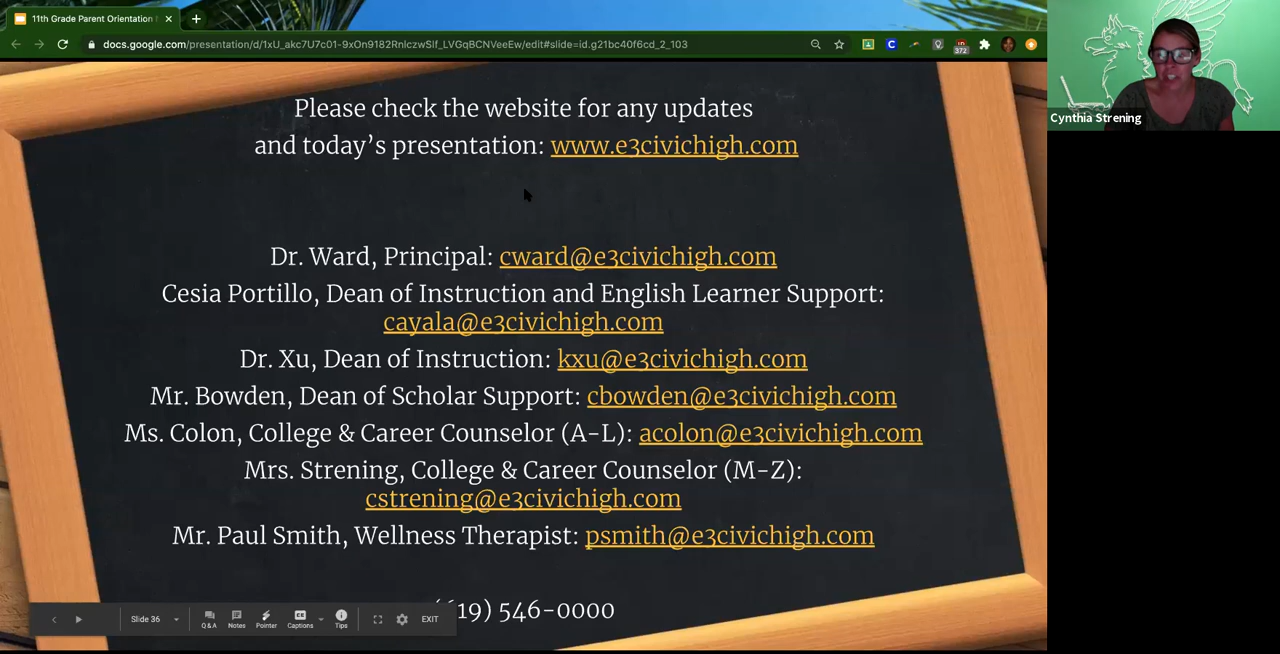 11th Grade Parent Orientation
docs.google.com/presentation/d/1xU_akc7U7c01-9xOn9182RnlczwSlf_LVGqBCNVeeEw/edit#slide=id.g21bc40f6cd_2_103
372
Cynthia Strening
Please check the website for any updates
and today's presentation: www.e3civichigh.com
Dr. Ward, Principal: cward@e3civichigh.com
Cesia Portillo, Dean of Instruction and English Learner Support:
cayala@e3civichigh.com
Dr. Xu, Dean of Instruction: kxu@e3civichigh.com
Mr. Bowden, Dean of Scholar Support: cbowden@e3civichigh.com
Ms. Colon, College & Career Counselor (A-L): acolon@e3civichigh.com
Mrs. Strening, College & Career Counselor (M-Z):
cstrening@e3civichigh.com
Mr. Paul Smith, Wellness Therapist: psmith@e3civichigh.com
(619) 546-0000
Slide 36
Q&A
Notes
Pointer
Captions
Tips
EXIT